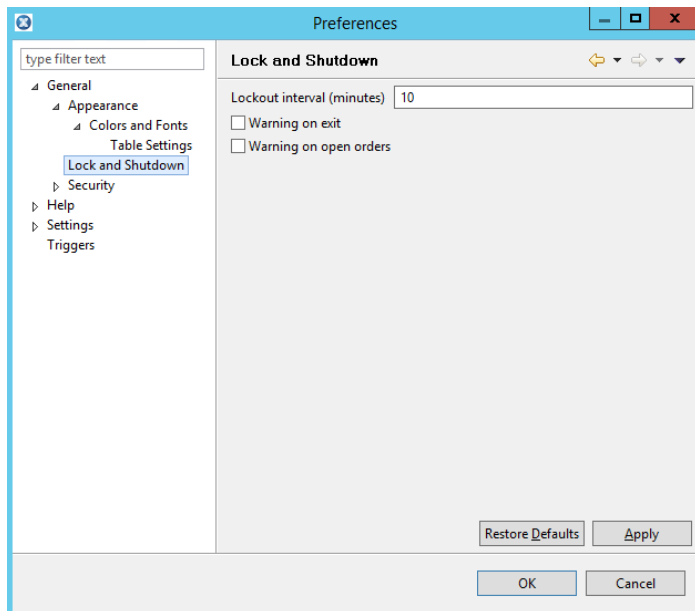 Preferences
type filter text
General
Appearance
Colors and Fonts
Table Settings
Lock and Shutdown
Security
Help
Settings
Triggers
Lock and Shutdown
Lockout interval (minutes) 10
Warning on exit
Warning on open orders
Restore Defaults Apply
OK Cancel